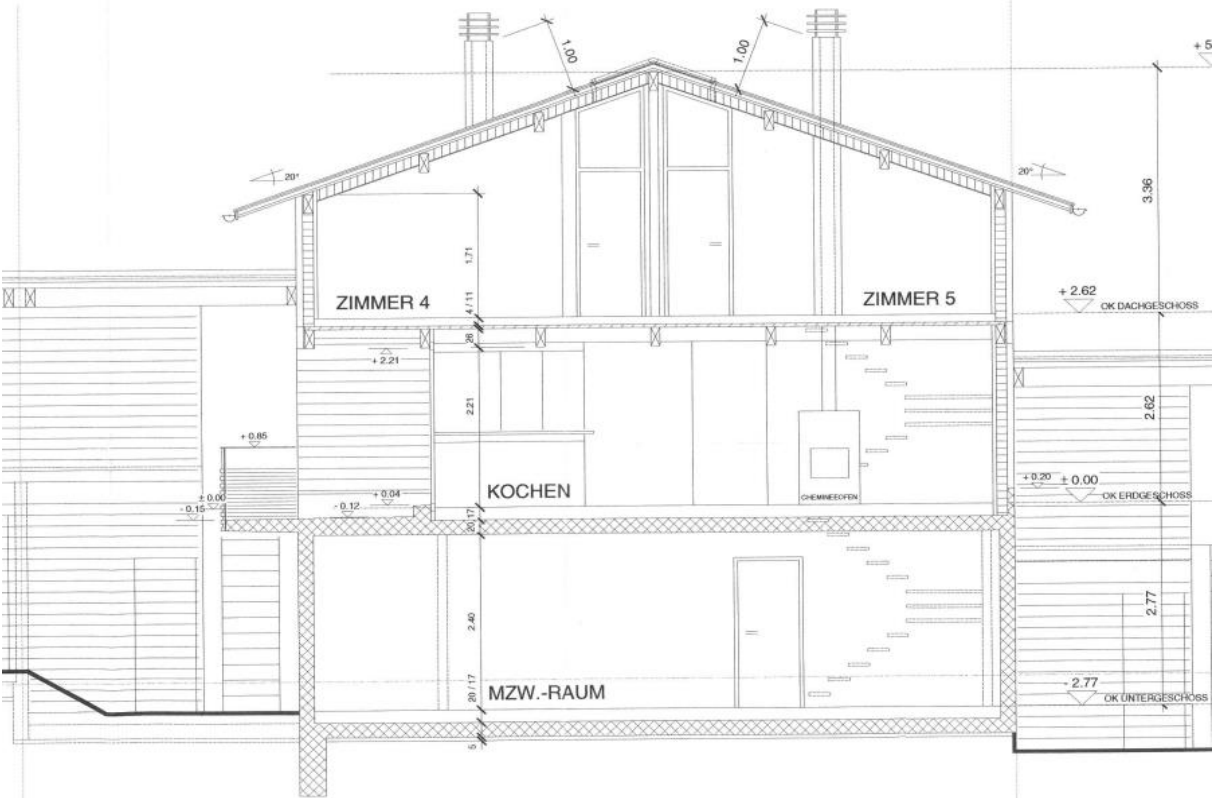 1.00
1.00
+ 5
20°
20°
3.36
1.71
ZIMMER 4
ZIMMER 5
4 / 11
+ 2.62
OK DACHGESCHOSS
26
+ 2.21
2.21
2.62
+ 0.85
KOCHEN
CHEMINEEOFEN
+ 0.20
± 0.00
OK ERDGESCHOSS
± 0.00
+ 0.04
- 0.15
- 0.12
20 17
2.40
2.77
20 / 17
MZW.-RAUM
- 2.77
OK UNTERGESCHOSS
5